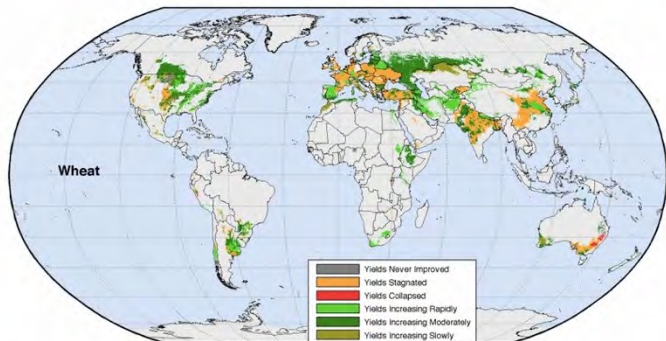 Wheat
Yields Never Improved
Yields Stagnated
Yields Collapsed
Yields Increasing Rapidly
Yields Increasing Moderately
Yields Increasing Slowly